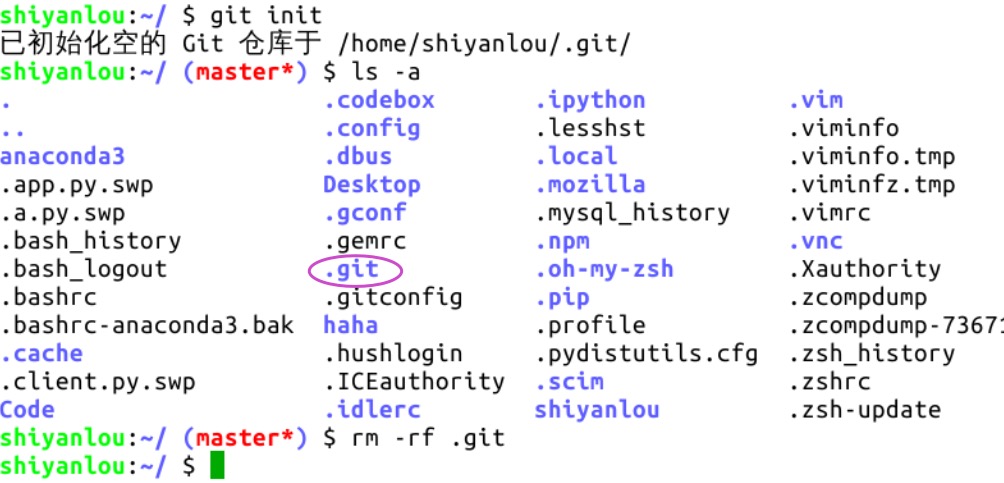 shiyanlou:~/ $ git init
已初始化空的 Git 仓库于 /home/shiyanlou/.git/
shiyanlou:~/ (master*) $ ls -a
. .codebox .ipython .vim
.. .config .lesshst .viminfo
anaconda3 .dbus .local .viminfo.tmp
.app.py.swp Desktop .mozilla .viminfz.tmp
.a.py.swp .gconf .mysql_history .vimrc
.bash_history .gemrc .npm .vnc
.bash_logout .git .oh-my-zsh .Xauthority
.bashrc .gitconfig .pip .zcompdump
.bashrc-anaconda3.bak haha .profile .zcompdump-7367
.cache .hushlogin .pydistutils.cfg .zsh_history
.client.py.swp .ICEauthority .scim .zshrc
Code .idlerc shiyanlou .zsh-update
shiyanlou:~/ (master*) $ rm -rf .git
shiyanlou:~/ $